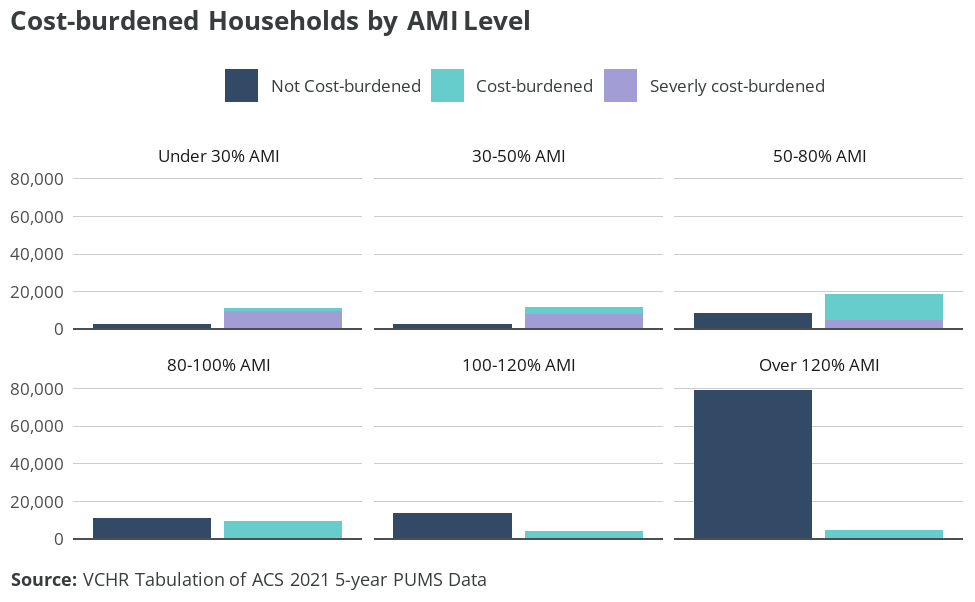 Cost-burdened Households by AMI Level
Not Cost-burdened Cost-burdened Severly cost-burdened
Under 30% AMI 30-50% AMI 50-80% AMI
80,000
60,000
40,000
20,000
0
80-100% AMI 100-120% AMI Over 120% AMI
80,000
60,000
40,000
20,000
0
Source: VCHR Tabulation of ACS 2021 5-year PUMS Data